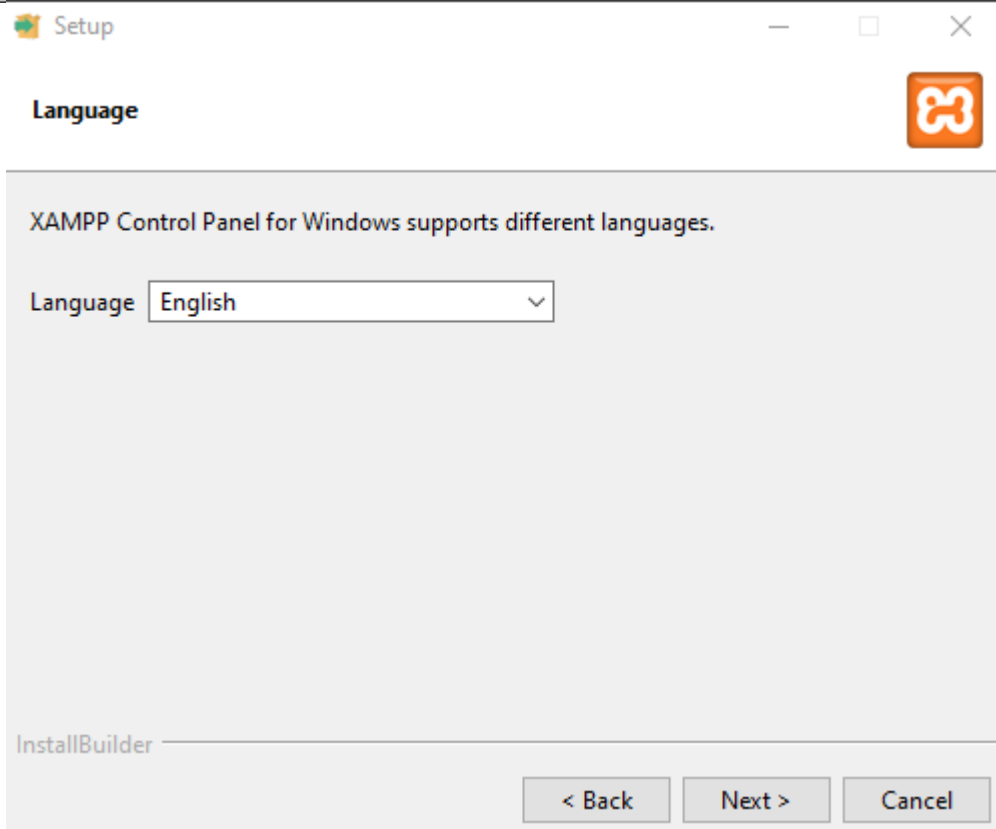 Setup
Language
XAMPP Control Panel for Windows supports different languages.
Language English
InstallBuilder
< Back Next > Cancel